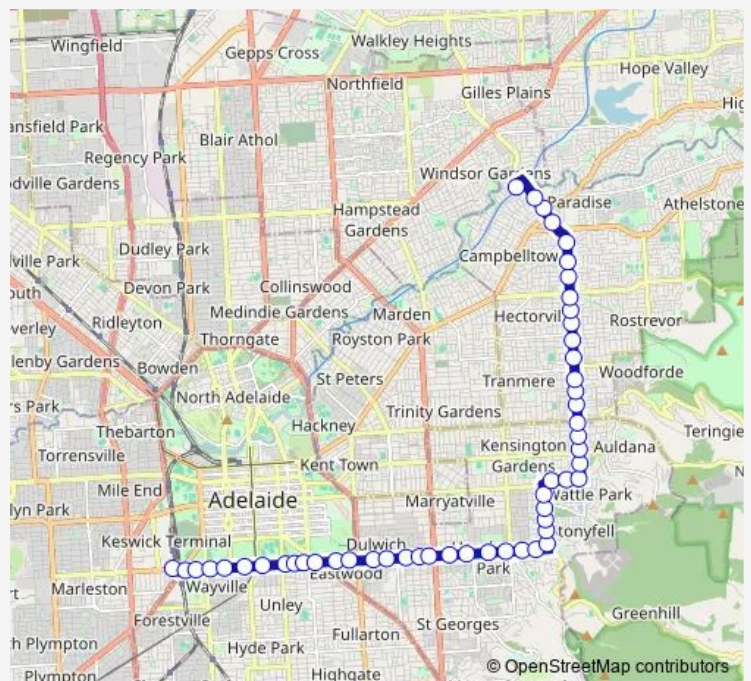 Wingfield
Gepps Cross
Walkley Heights
Hope Valley
Northfield
Gilles Plains
ansfield Park
Blair Athol
Regency Park
Windsor Gardens
odville Gardens
Paradise
Athelstone
Hampstead
Gardens
Dudley Park
ville Park
Campbelltow
Devon Park
Collinswood
outh
Medindie Gardens
Marden
Hectorvil
Rostrevor
verley
Ridleyton
Thorngate
Royston Park
lenby Gardens
Bowden
St Peters
Tranmere
Woodforde
North Adelaide
rs Park
Trinity Gardens
Hackney
Thebarton
Teringie
Torrensville
Kensington
Gardens
Auldana
Kent Town
Mile End
Adelaide
Marryatville
Wattle Park
lyn Park
Keswick Terminal
Dulwich
tonyfell
Park
Eastwood
Marleston
Wayville
Unley
Forestville
St Georges
Greenhill
h Plympton
Hyde Park
Fullarton
Plympton
Highgate
© OpenStreetMap contributors